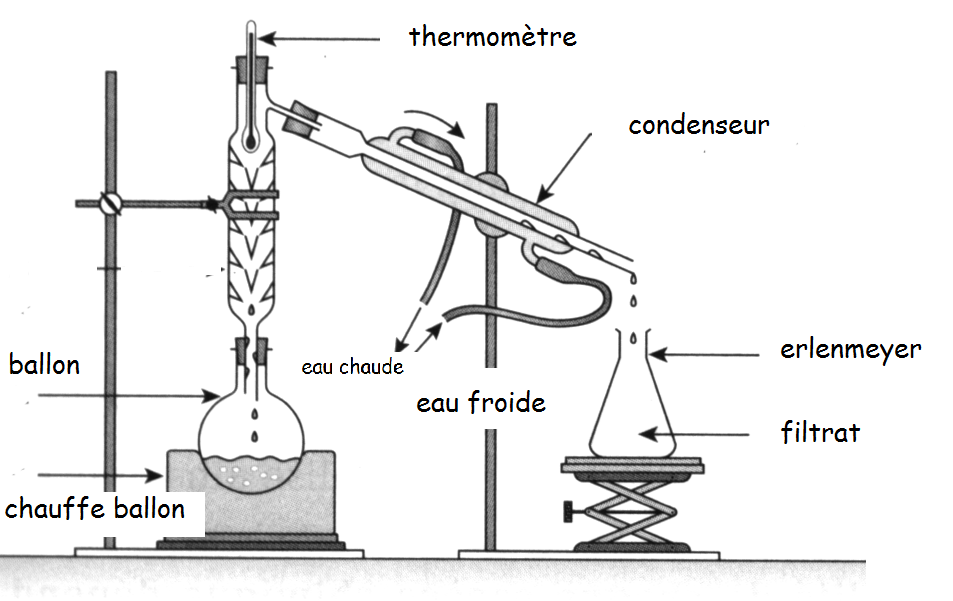 thermomètre
condenseur
ballon
eau chaude
erlenmeyer
eau froide
filtrat
chauffe ballon